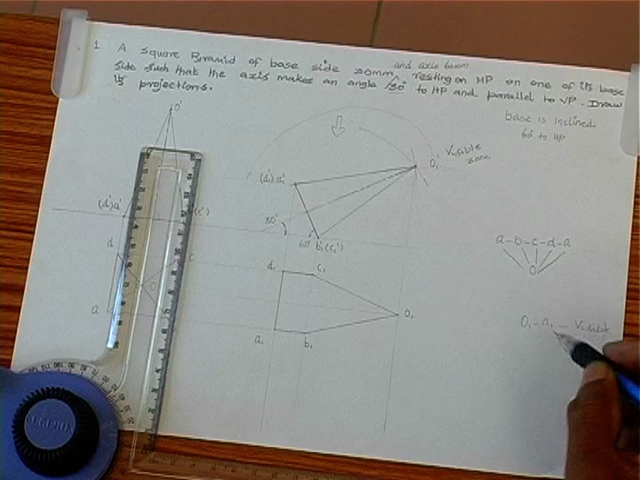 1 A Square Pyramid of base side 30mm and axis 60mm resting on HP on one of its base
side such that the axis makes an angle 30° to HP and parallel to VP. Draw
its projections.
base is inclined
60° to HP
o'
o₁' visible
zone
(d') a'
(d₁') a₁'
b'(c')
30°
60°
b₁'(c₁')
a-b-c-d-a
o
d
c
d₁
c₁
a
o₁
a₁
b₁
o₁-a₁ - visible